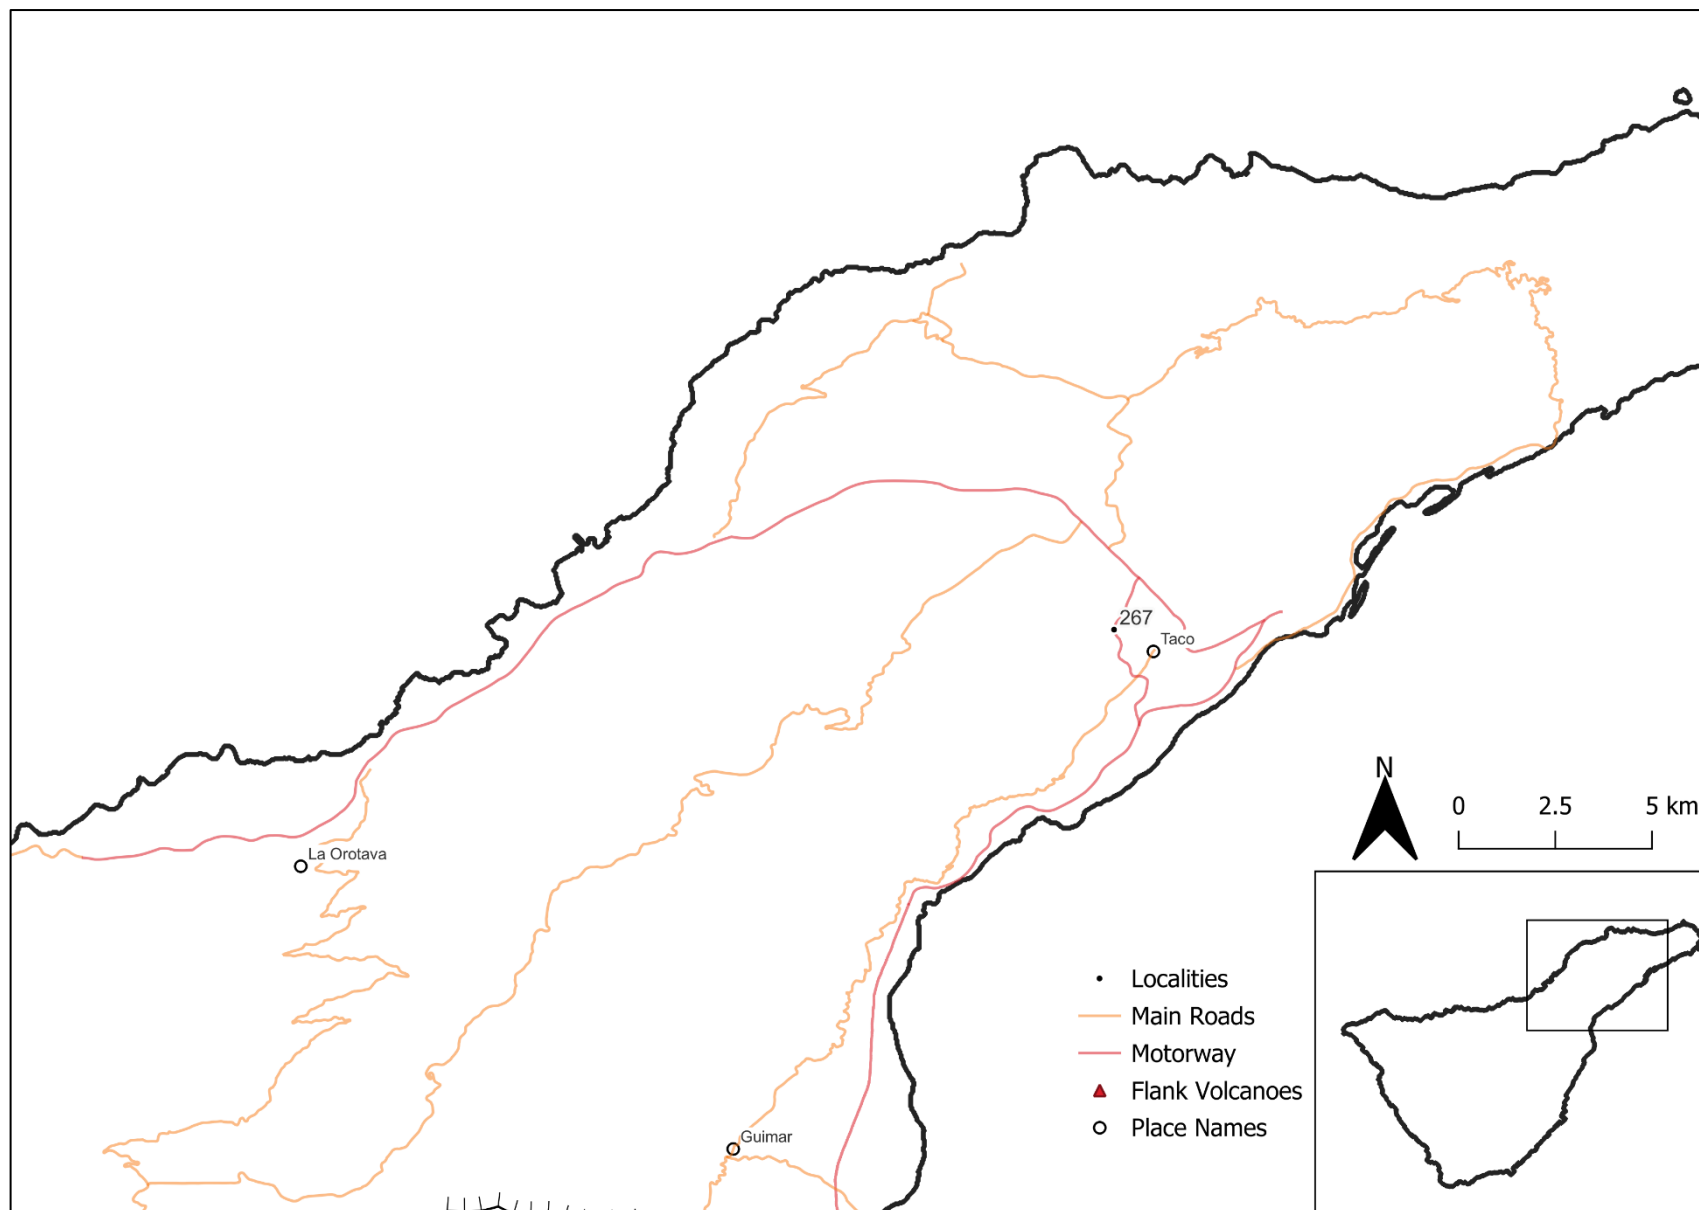 267
Taco
N
0 2.5 5 km
La Orotava
Localities
Main Roads
Motorway
Flank Volcanoes
Place Names
Guimar